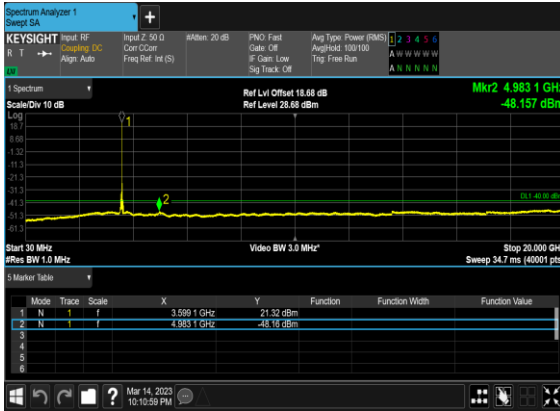 Spectrum Analyzer 1
Swept SA
+
KEYSIGHT Input: RF Input Z: 50 Ω #Atten: 20 dB PNO: Fast Avg Type: Power (RMS) 1 2 3 4 5 6
R T Coupling: DC Corr CCorr Gate: Off Avg|Hold: 100/100 A W W W W W
Align: Auto Freq Ref: Int (S) IF Gain: Low Trig: Free Run
Sig Track: Off A N N N N N
1 Spectrum
Ref Lvl Offset 18.68 dB Mkr2 4.983 1 GHz
Scale/Div 10 dB Ref Level 28.68 dBm -48.157 dBm
Log
18.7
8.68
-1.32
-11.3
-21.3
-31.3
-41.3
-51.3
-61.3
1
2
DL1 -40.00 dBm
Start 30 MHz Video BW 3.0 MHz* Stop 20.000 GHz
#Res BW 1.0 MHz Sweep 34.7 ms (40001 pts)
5 Marker Table
Mode Trace Scale X Y Function Function Width Function Value
1 N 1 f 3.599 1 GHz 21.32 dBm
2 N 1 f 4.983 1 GHz -48.16 dBm
3
4
5
6
? Mar 14, 2023
10:10:59 PM